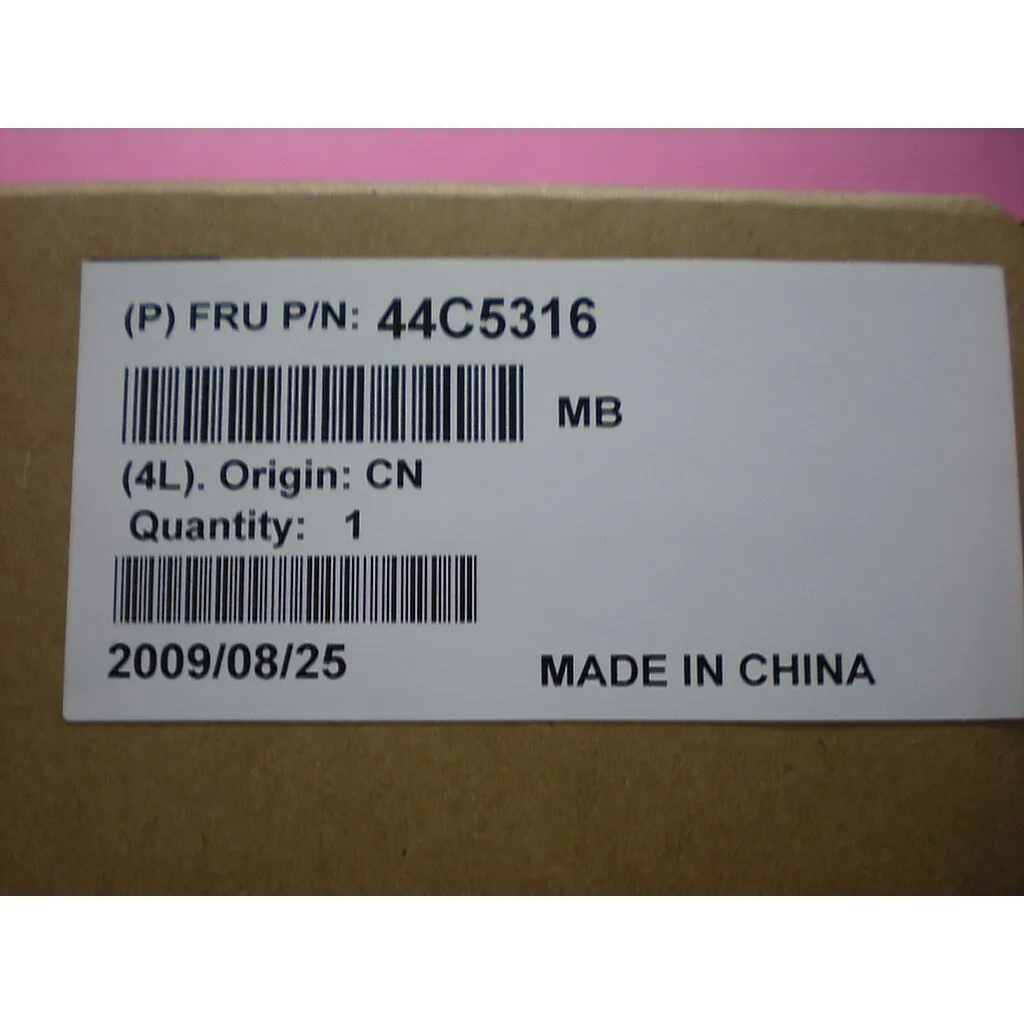 (P) FRU P/N: 44C5316
MB
(4L). Origin: CN
Quantity: 1
2009/08/25
MADE IN CHINA